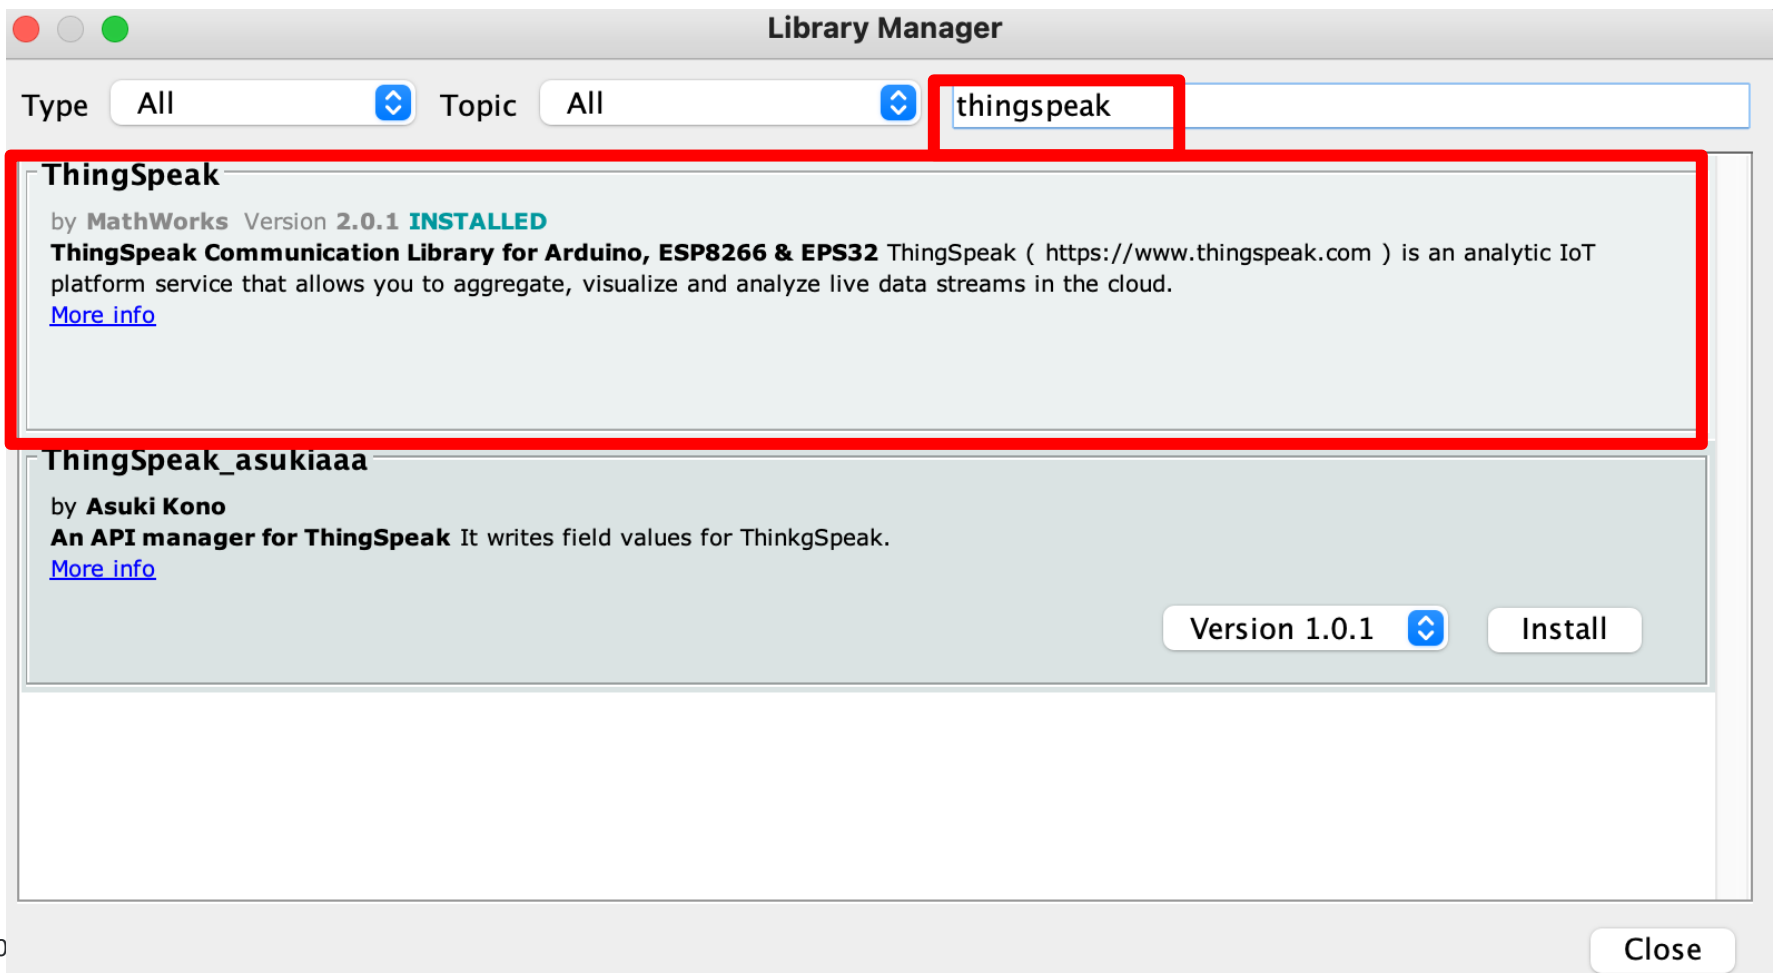 Library Manager
Type All Topic All thingspeak
ThingSpeak
by MathWorks Version 2.0.1 INSTALLED
ThingSpeak Communication Library for Arduino, ESP8266 & EPS32 ThingSpeak ( https://www.thingspeak.com ) is an analytic IoT
platform service that allows you to aggregate, visualize and analyze live data streams in the cloud.
More info
ThingSpeak_asukiaaa
by Asuki Kono
An API manager for ThingSpeak It writes field values for ThinkgSpeak.
More info
Version 1.0.1 Install
Close